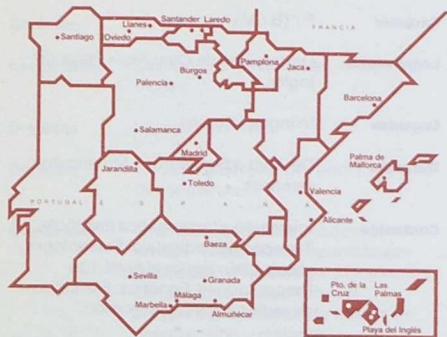 FRANCIA
Santander Laredo
Llanes
Oviedo
Santiago
Pamplona
Jaca
Burgos
Palencia
Barcelona
Salamanca
Madrid
Palma de
Mallorca
Jarandilla
Toledo
Valencia
PORTUGAL
ESPAÑA
Alicante
Baeza
Sevilla
Granada
Málaga
Marbella
Almuñécar
Pto. de la
Cruz
Las
Palmas
Playa del Inglés